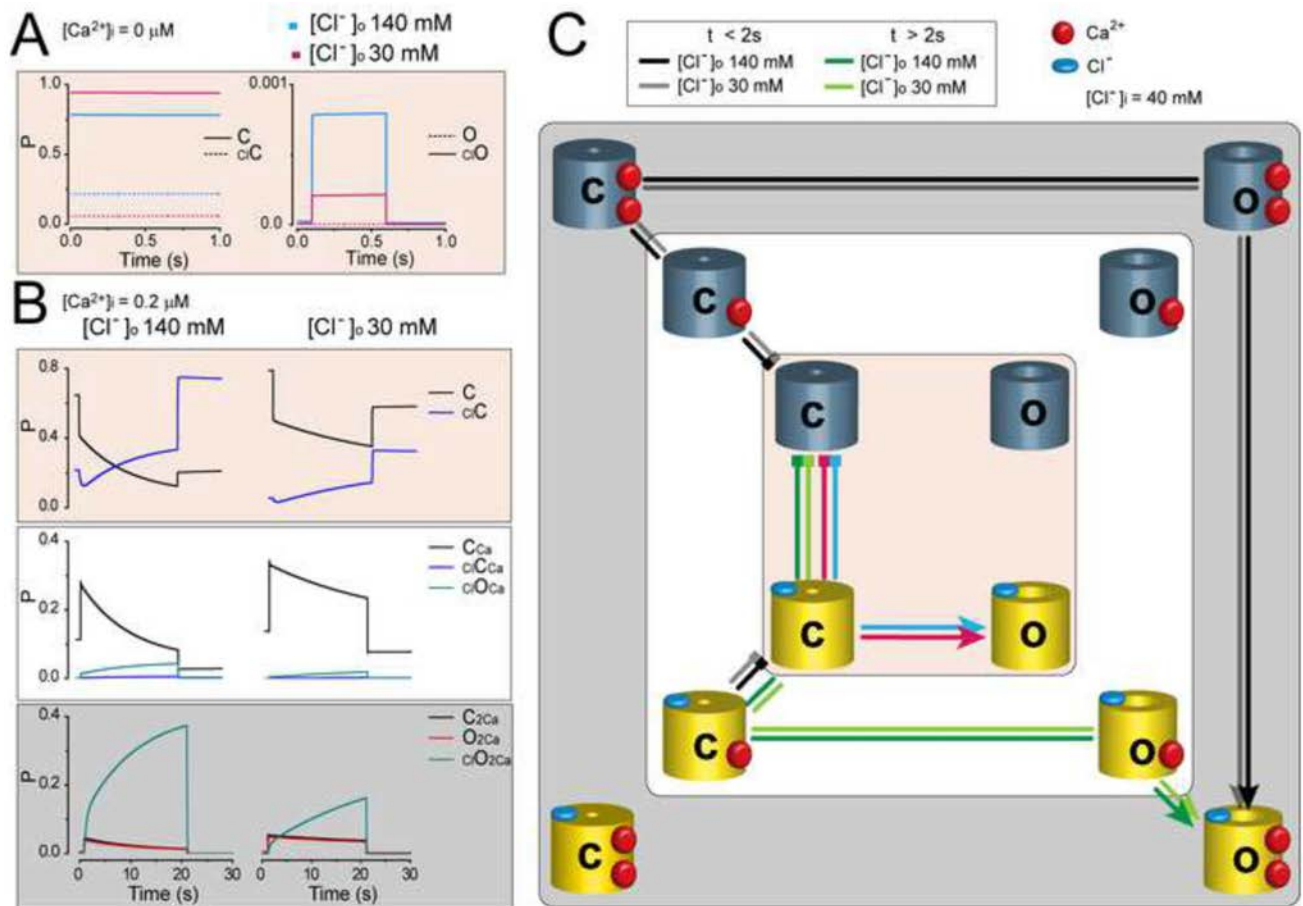 A
[Ca²⁺]i = 0 µM
[Cl⁻]o 140 mM
[Cl⁻]o 30 mM
P
1.0
0.5
0.0
0.0 0.5 1.0
Time (s)
C
ClC
0.001
0.0
0.0 0.5 1.0
Time (s)
O
ClO
B
[Ca²⁺]i = 0.2 µM
[Cl⁻]o 140 mM
[Cl⁻]o 30 mM
P
0.8
0.4
0.0
C
ClC
P
0.4
0.2
0.0
CCa
ClCCa
ClOCa
P
0.4
0.2
0.0
C2Ca
O2Ca
ClO2Ca
0 10 20 30
Time (s)
0 10 20 30
Time (s)
C
t < 2s
t > 2s
[Cl⁻]o 140 mM
[Cl⁻]o 140 mM
[Cl⁻]o 30 mM
[Cl⁻]o 30 mM
Ca²⁺
Cl⁻
[Cl⁻]i = 40 mM
C
O
C
O
C
O
C
O
C
O
C
O